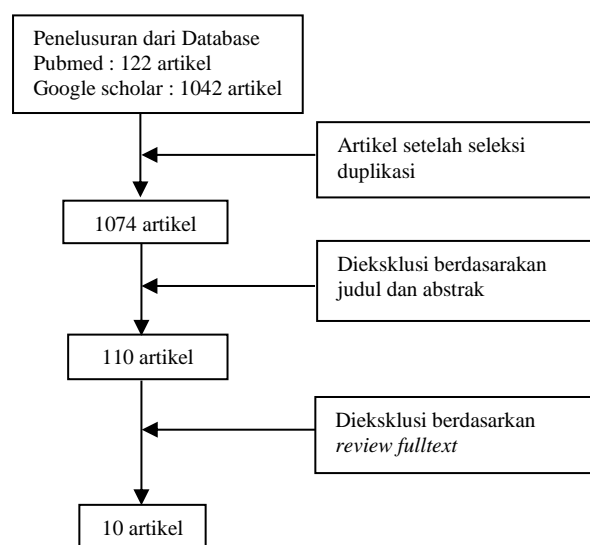 Penelusuran dari Database
Pubmed : 122 artikel
Google scholar : 1042 artikel
Artikel setelah seleksi
duplikasi
1074 artikel
Dieksklusi berdasarakan
judul dan abstrak
110 artikel
Dieksklusi berdasarkan
review fulltext
10 artikel